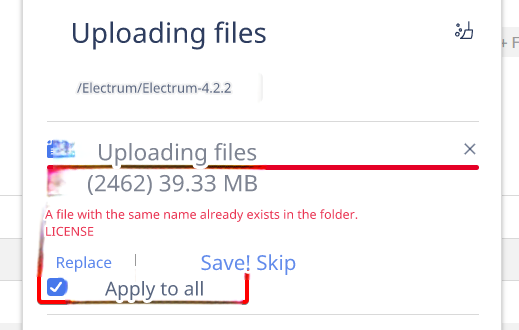 Uploading files
+ F
/Electrum/Electrum-4.2.2
Uploading files
(2462) 39.33 MB
A file with the same name already exists in the folder.
LICENSE
Replace
Save! Skip
Apply to all